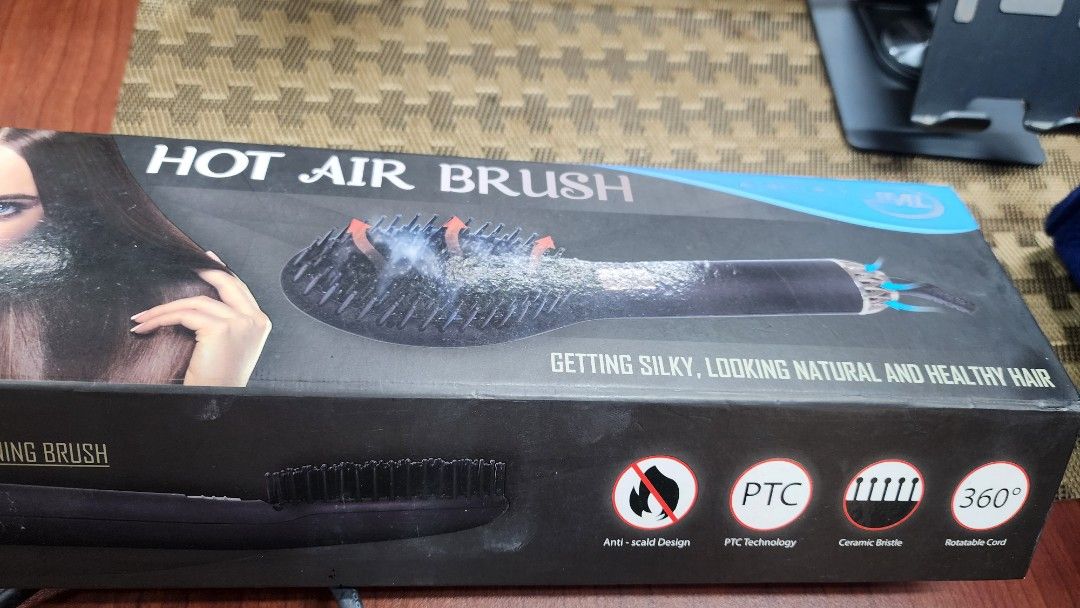 HOT AIR BRUSH
GETTING SILKY, LOOKING NATURAL AND HEALTHY HAIR
NING BRUSH
PTC
360°
Anti - scald Design
PTC Technology
Ceramic Bristle
Rotatable Cord